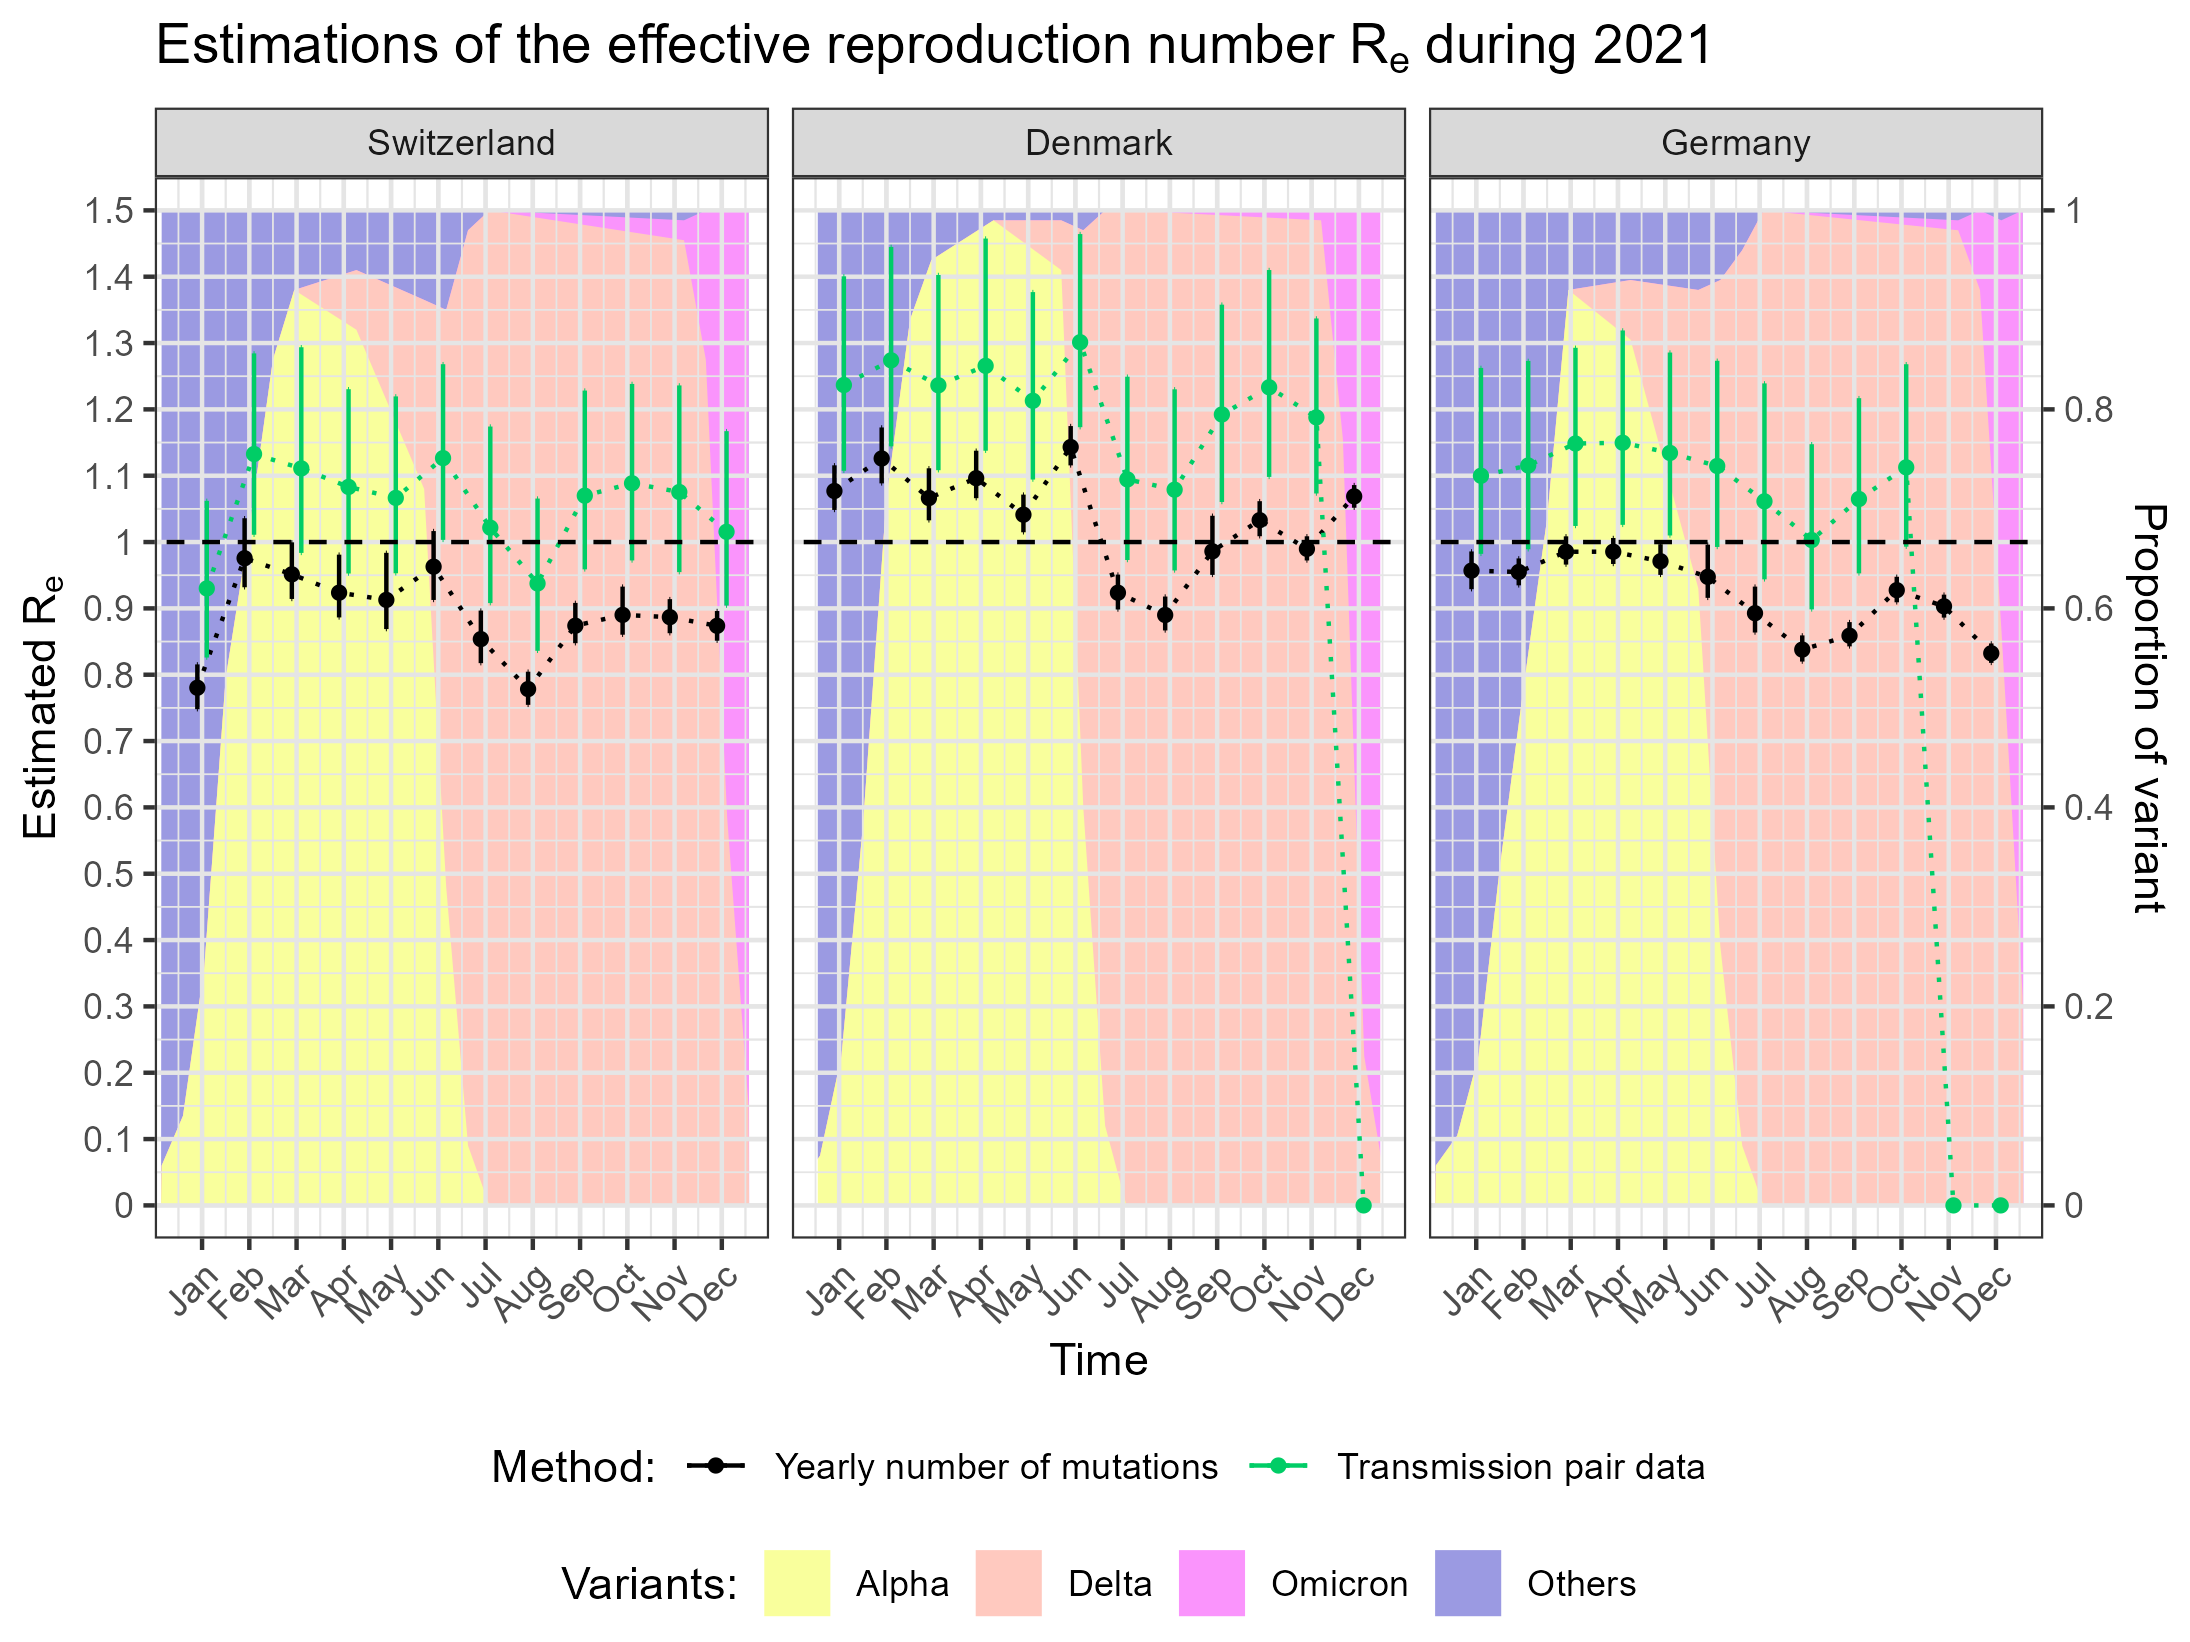 Estimations of the effective reproduction number Re during 2021
Switzerland
Denmark
Germany
Estimated Re
1.5
1.4
1.3
1.2
1.1
1
0.9
0.8
0.7
0.6
0.5
0.4
0.3
0.2
0.1
0
1
0.8
0.6
0.4
0.2
0
Proportion of variant
Jan Feb Mar Apr May Jun Jul Aug Sep Oct Nov Dec
Jan Feb Mar Apr May Jun Jul Aug Sep Oct Nov Dec
Jan Feb Mar Apr May Jun Jul Aug Sep Oct Nov Dec
Time
Method: Yearly number of mutations Transmission pair data
Variants: Alpha Delta Omicron Others